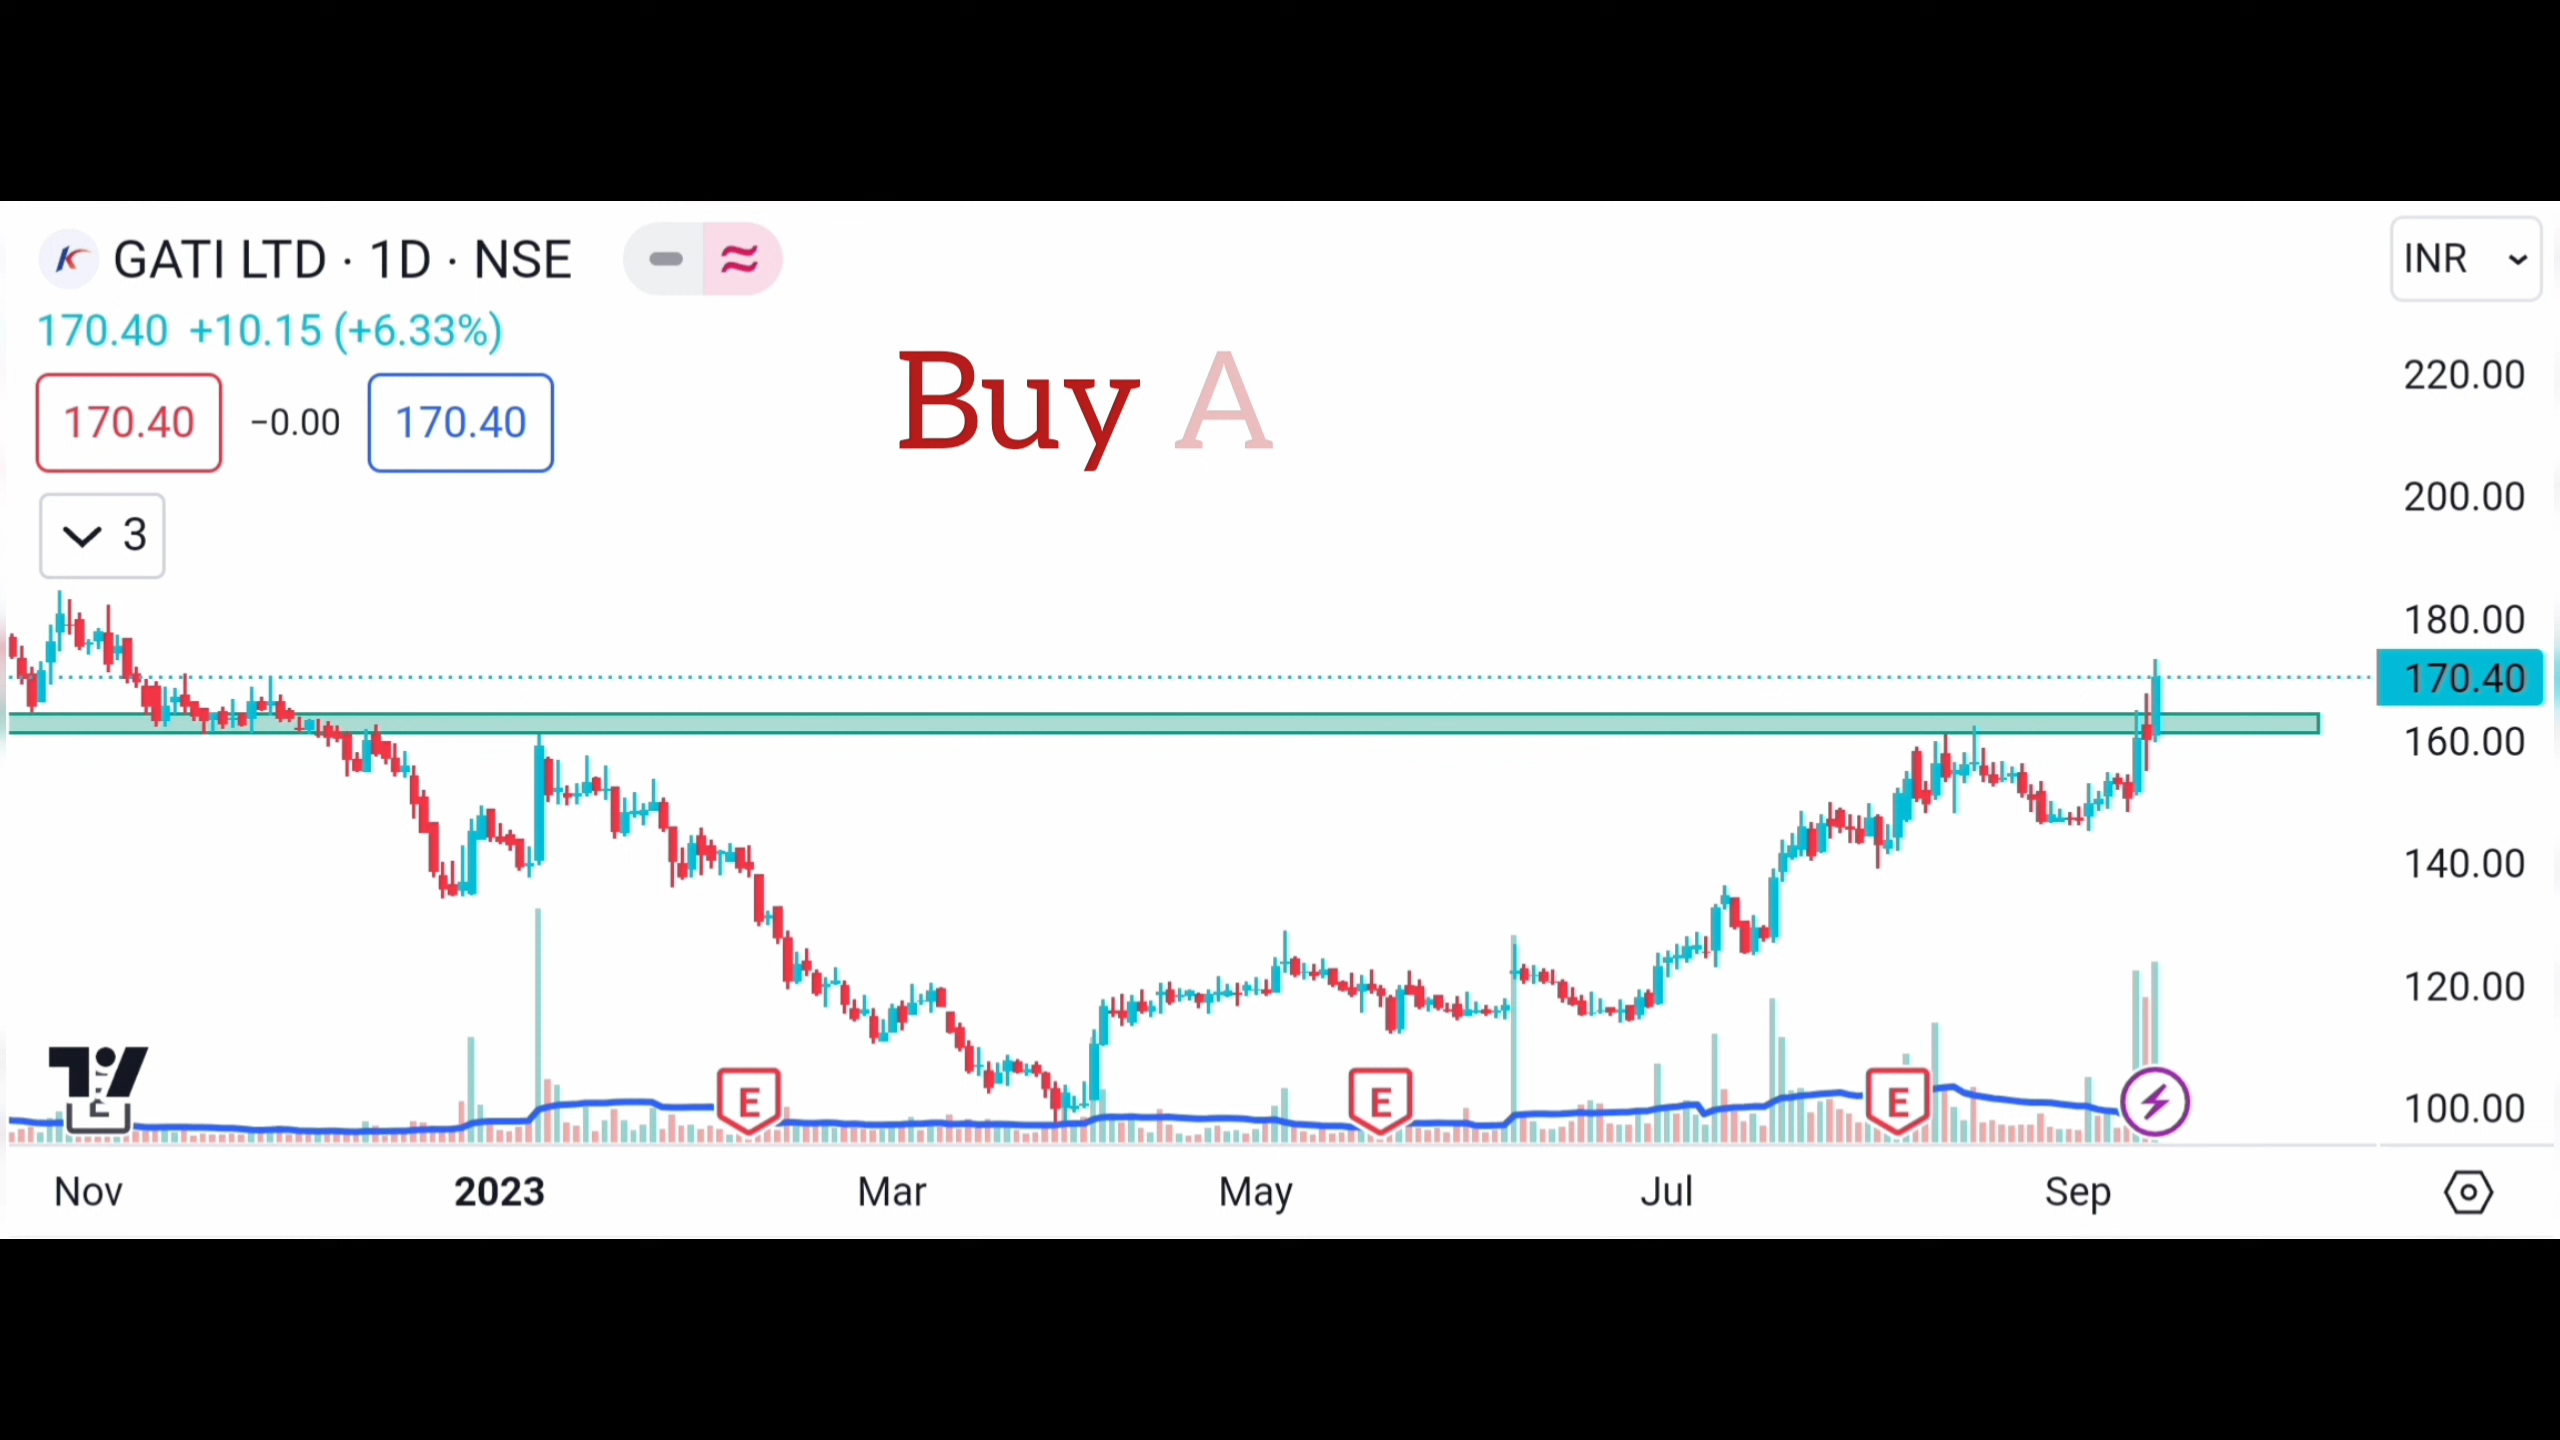 GATI LTD · 1D · NSE
INR
170.40 +10.15 (+6.33%)
Buy A
170.40 −0.00 170.40
3
220.00
200.00
180.00
170.40
160.00
140.00
120.00
100.00
E E E
Nov 2023 Mar May Jul Sep